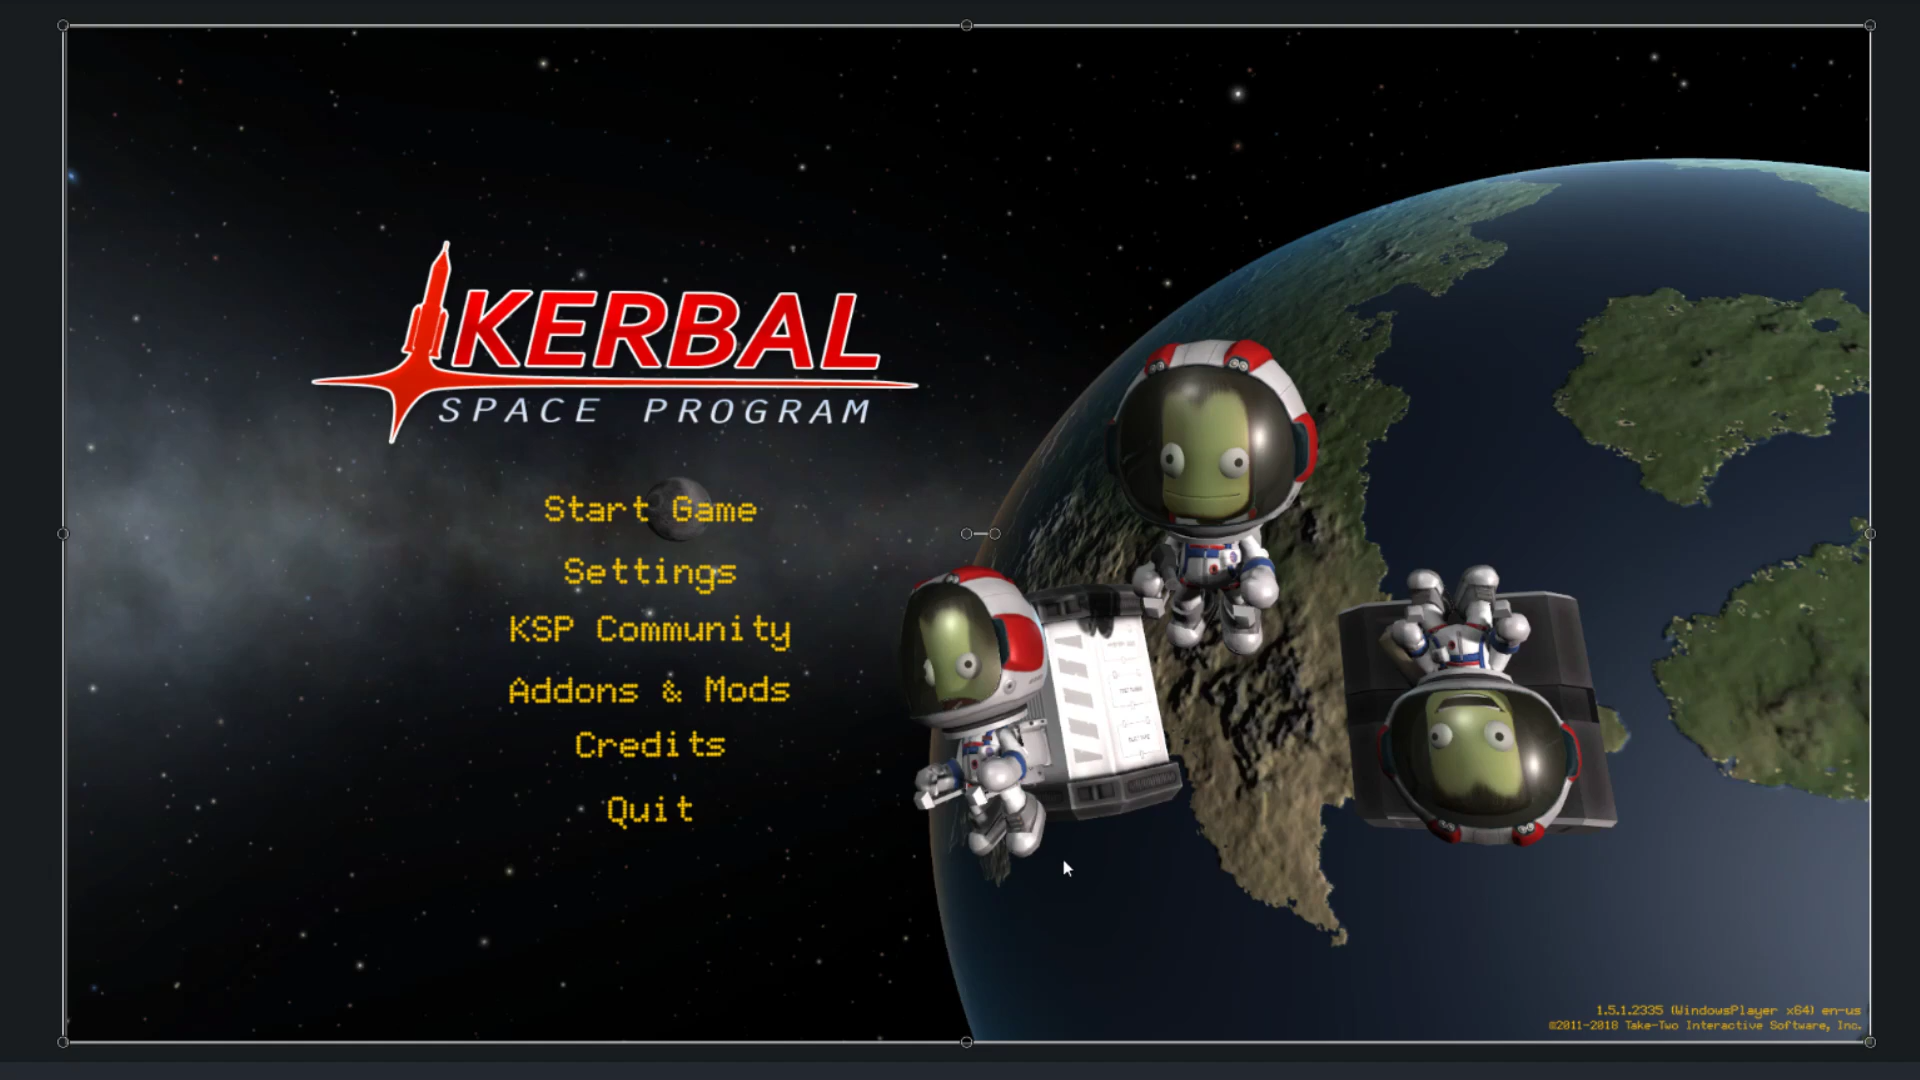 KERBAL
SPACE PROGRAM
Start Game
Settings
KSP Community
Addons & Mods
Credits
Quit
1.5.1.2335 (WindowsPlayer x64) en-us
©2011-2018 Take-Two Interactive Software, Inc.